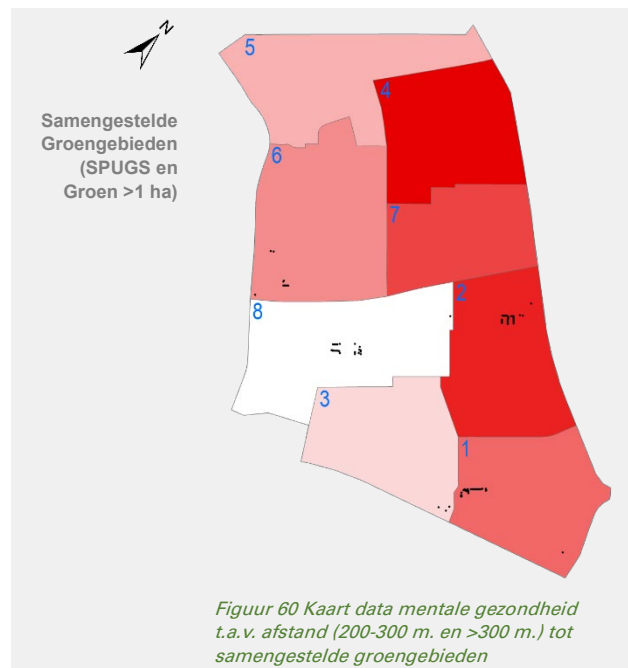 N
5
4
Samengestelde
Groengebieden
(SPUGS en
Groen >1 ha)
6
7
2
8
3
1
Figuur 60 Kaart data mentale gezondheid
t.a.v. afstand (200-300 m. en >300 m.) tot
samengestelde groengebieden